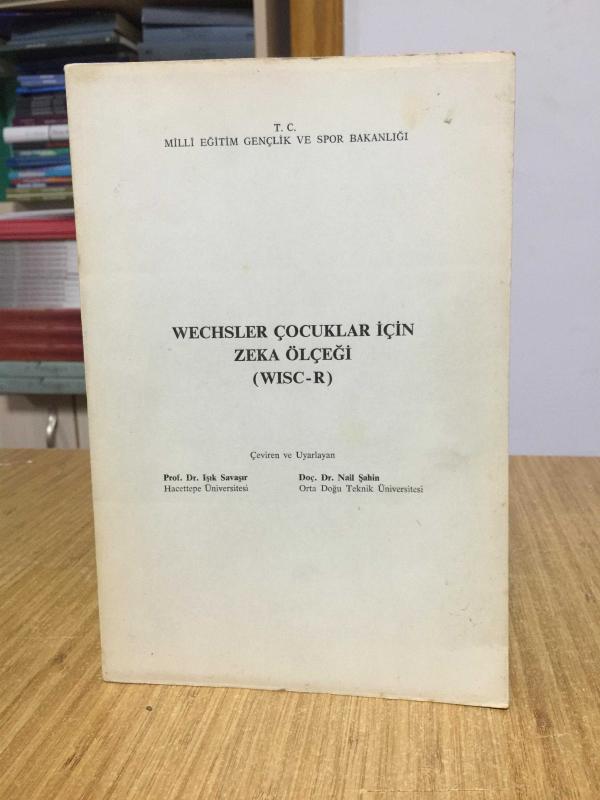 T. C.
MİLLÎ EĞİTİM GENÇLİK VE SPOR BAKANLIĞI
WECHSLER ÇOCUKLAR İÇİN
ZEKA ÖLÇEĞİ
(WISC-R)
Çeviren ve Uyarlayan
Prof. Dr. Işık Savaşır
Hacettepe Üniversitesi
Doç. Dr. Nail Şahin
Orta Doğu Teknik Üniversitesi